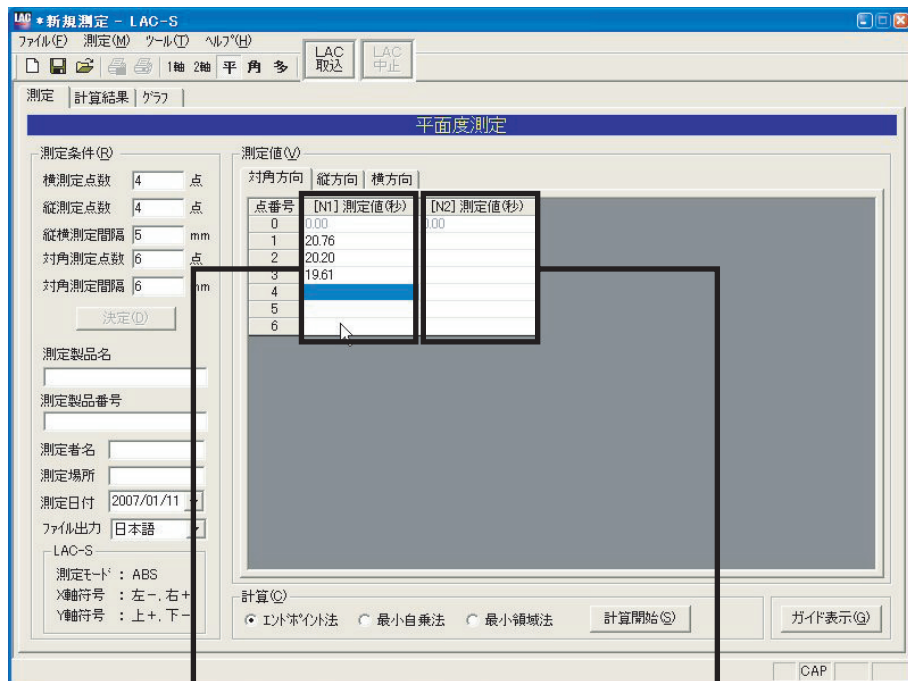 *新規測定 - LAC-S
ファイル(F) 測定(M) ツール(T) ヘルプ(H)
1軸 2軸 平 角 多 LAC取込 LAC中止
測定 計算結果 グラフ
平面度測定
測定条件(R)
横測定点数 4 点
縦測定点数 4 点
縦横測定間隔 5 mm
対角測定点数 6 点
対角測定間隔 6 mm
決定(D)
測定製品名
測定製品番号
測定者名
測定場所
測定日付 2007/01/11
ファイル出力 日本語
LAC-S
測定モード : ABS
X軸符号 : 左-, 右+
Y軸符号 : 上+, 下-
測定値(V)
対角方向 縦方向 横方向
点番号 [N1] 測定値(秒) [N2] 測定値(秒)
0 0.00 0.00
1 20.76
2 20.20
3 19.61
4
5
6
計算(C)
エンドポイント法 最小自乗法 最小領域法 計算開始(S) ガイド表示(G)
CAP